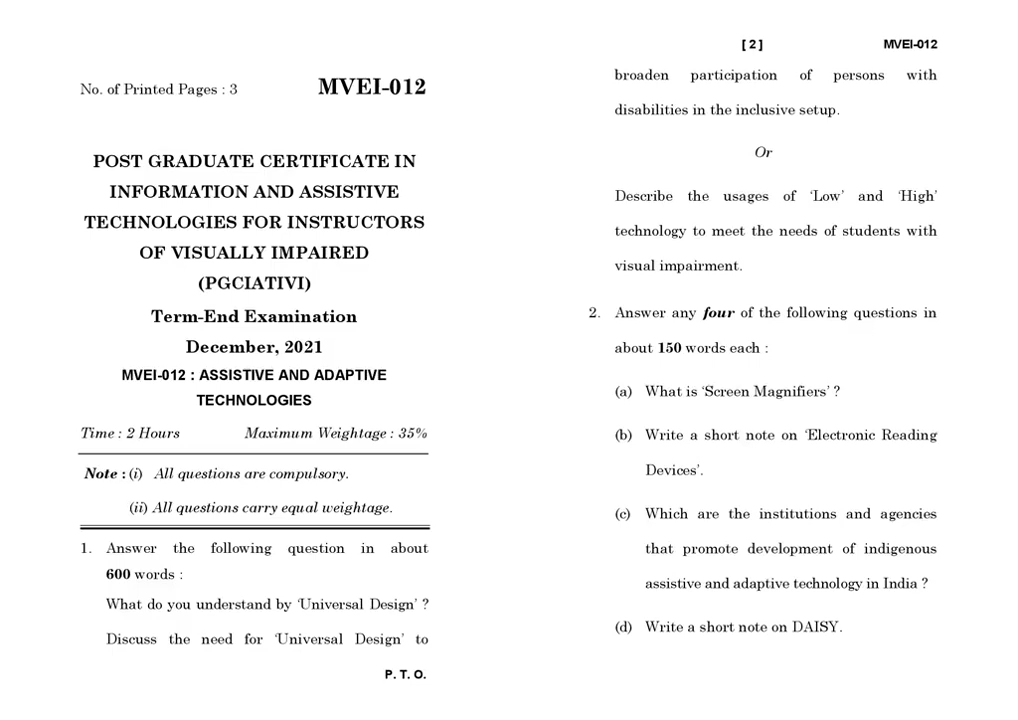 No. of Printed Pages : 3 MVEI-012
POST GRADUATE CERTIFICATE IN
INFORMATION AND ASSISTIVE
TECHNOLOGIES FOR INSTRUCTORS
OF VISUALLY IMPAIRED
(PGCIATIVI)
Term-End Examination
December, 2021
MVEI-012 : ASSISTIVE AND ADAPTIVE
TECHNOLOGIES
Time : 2 Hours Maximum Weightage : 35%
Note : (i) All questions are compulsory.
(ii) All questions carry equal weightage.
1. Answer the following question in about
600 words :
What do you understand by ‘Universal Design’ ?
Discuss the need for ‘Universal Design’ to
P. T. O.
[ 2 ] MVEI-012
broaden participation of persons with
disabilities in the inclusive setup.
Or
Describe the usages of ‘Low’ and ‘High’
technology to meet the needs of students with
visual impairment.
2. Answer any four of the following questions in
about 150 words each :
(a) What is ‘Screen Magnifiers’ ?
(b) Write a short note on ‘Electronic Reading
Devices’.
(c) Which are the institutions and agencies
that promote development of indigenous
assistive and adaptive technology in India ?
(d) Write a short note on DAISY.